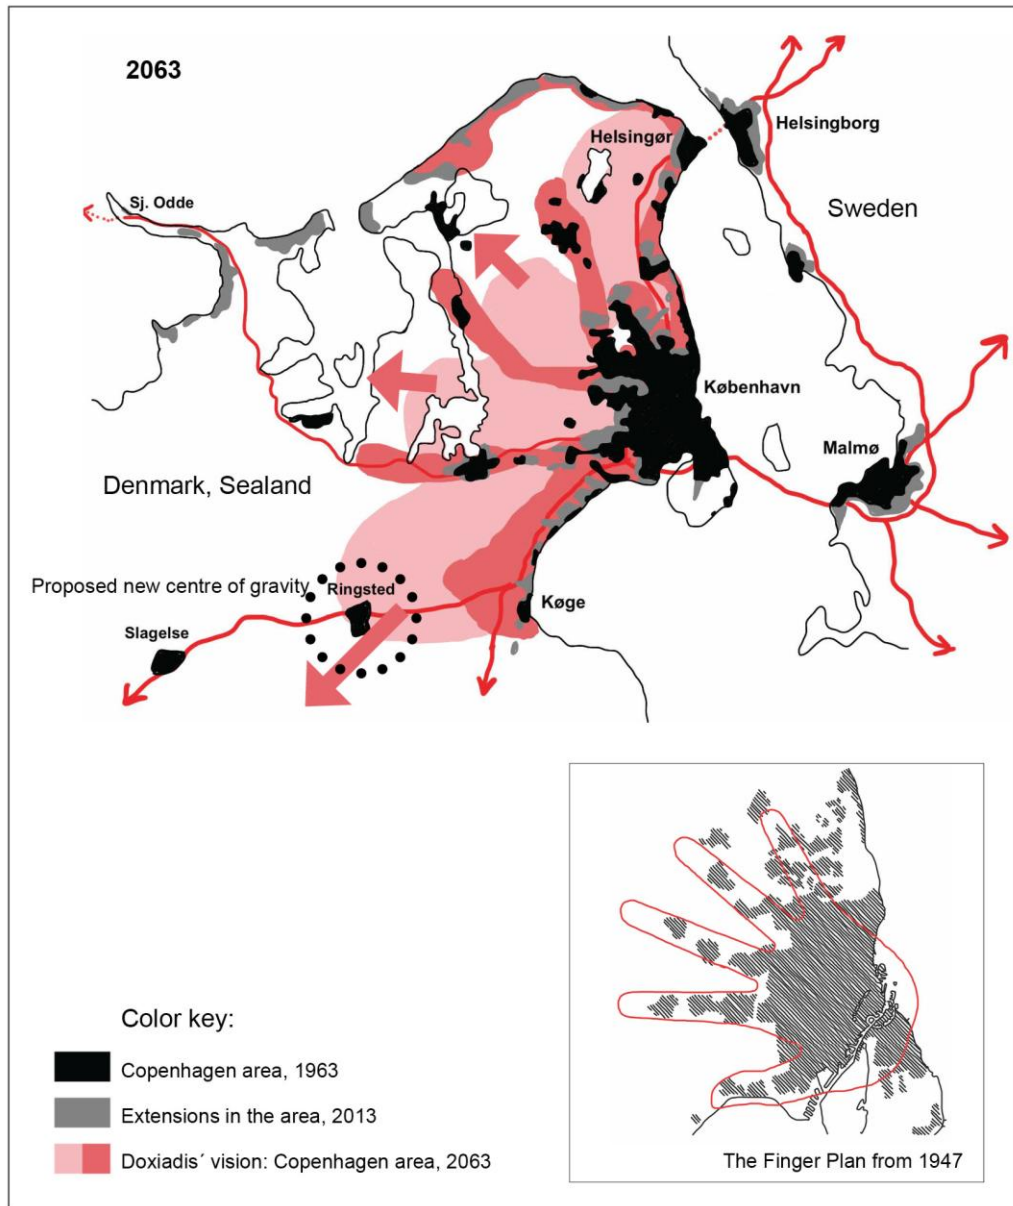 2063
Helsingør
Helsingborg
Sj. Odde
Sweden
København
Malmø
Denmark, Sealand
Proposed new centre of gravity
Ringsted
Køge
Slagelse
Color key:
Copenhagen area, 1963
Extensions in the area, 2013
Doxiadis´ vision: Copenhagen area, 2063
The Finger Plan from 1947